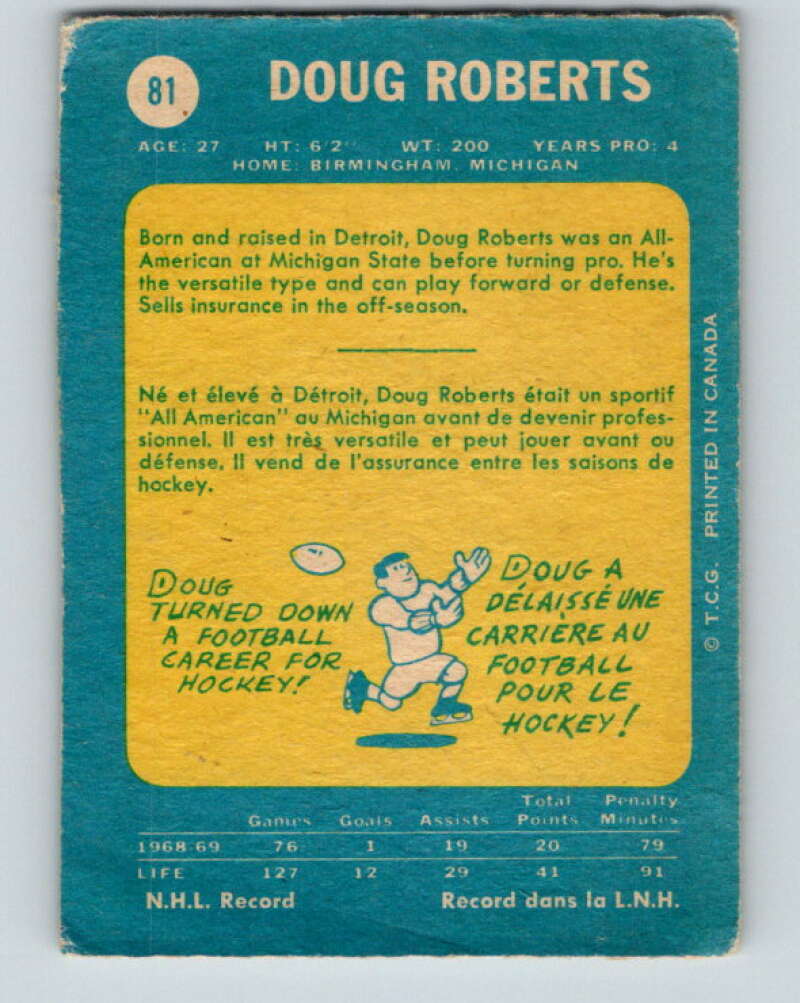 81
DOUG ROBERTS
AGE: 27 HT: 6'2" WT: 200 YEARS PRO: 4
HOME: BIRMINGHAM, MICHIGAN
Born and raised in Detroit, Doug Roberts was an All-
American at Michigan State before turning pro. He's
the versatile type and can play forward or defense.
Sells insurance in the off-season.
Né et élevé à Détroit, Doug Roberts était un sportif
"All American" au Michigan avant de devenir profes-
sionnel. Il est très versatile et peut jouer avant ou
défense. Il vend de l'assurance entre les saisons de
hockey.
DOUG
TURNED DOWN
A FOOTBALL
CAREER FOR
HOCKEY!
DOUG A
DÉLAISSÉ UNE
CARRIÈRE AU
FOOTBALL
POUR LE
HOCKEY!
© T.C.G. PRINTED IN CANADA
Total Penalty
Games Goals Assists Points Minutes
1968-69 76 1 19 20 79
LIFE 127 12 29 41 91
N.H.L. Record Record dans la L.N.H.